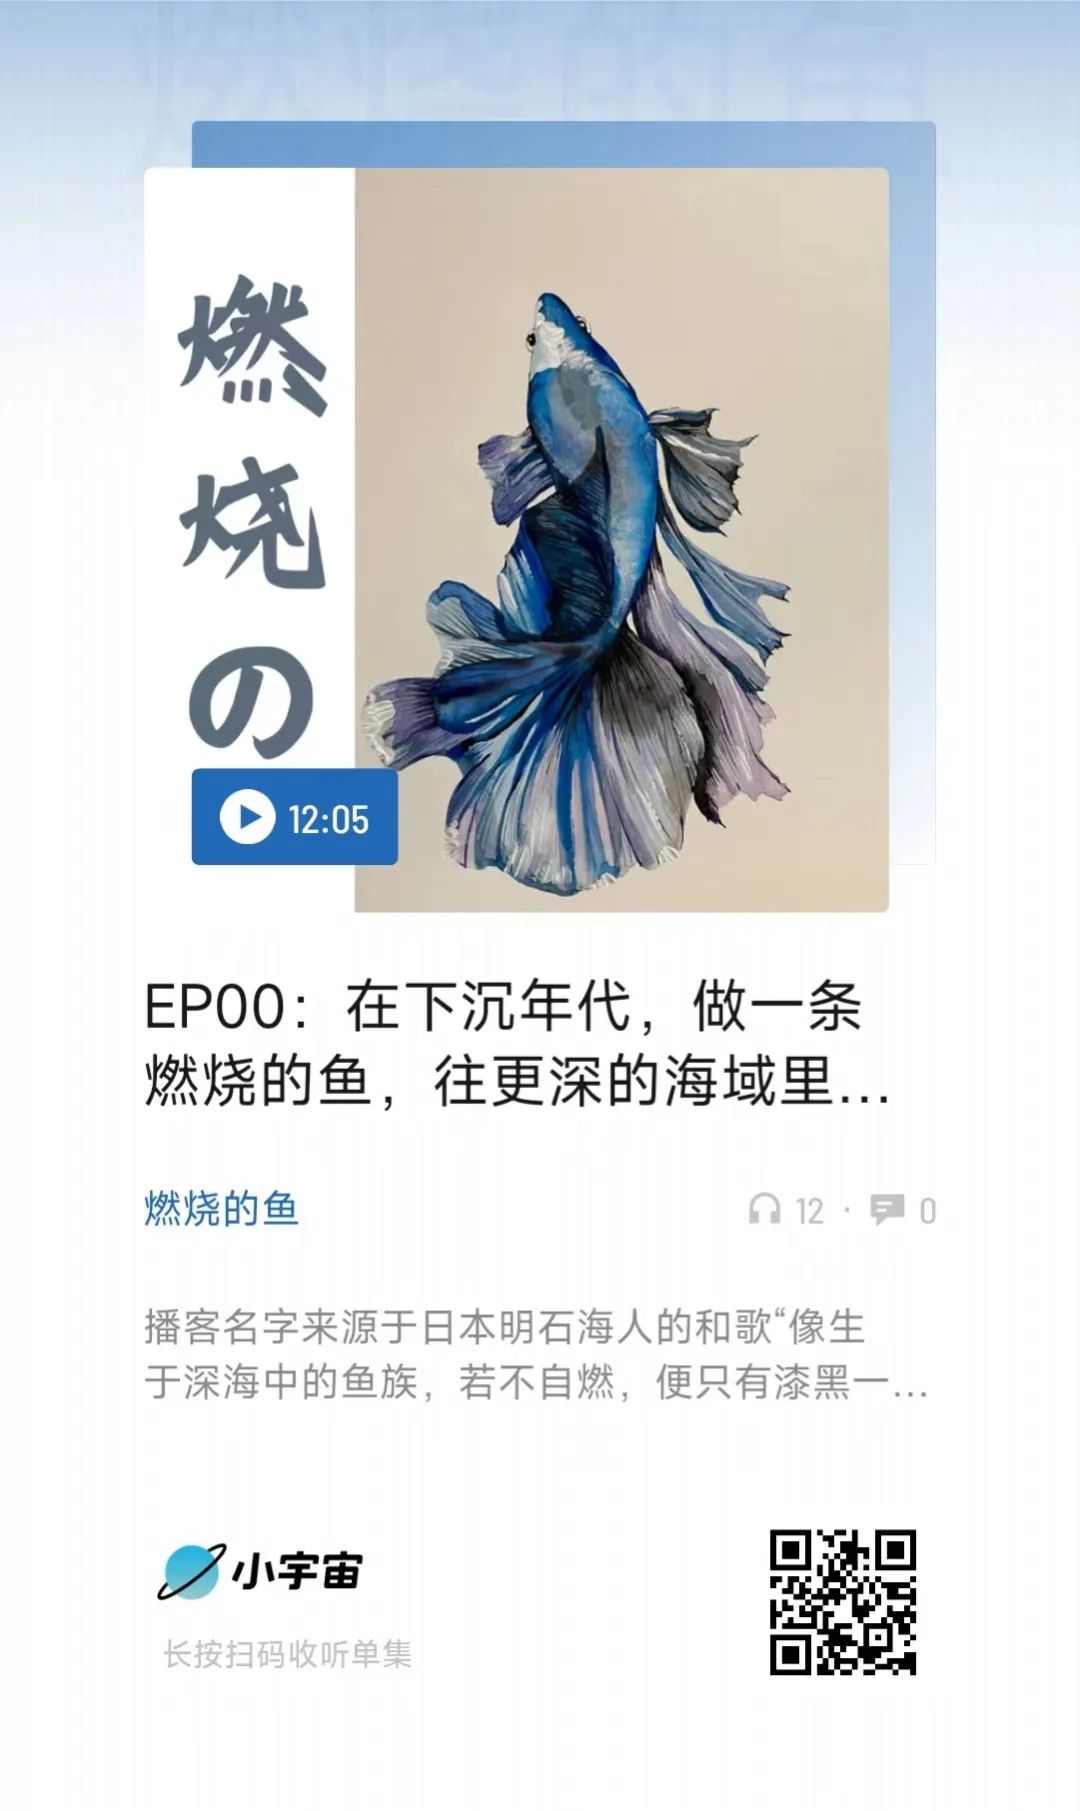 燃烧の
12:05
EP00：在下沉年代，做一条
燃烧的鱼，往更深的海域里...
燃烧的鱼
12 · 0
播客名字来源于日本明石海人的和歌“像生
于深海中的鱼族，若不自燃，便只有漆黑一...
小宇宙
长按扫码收听单集